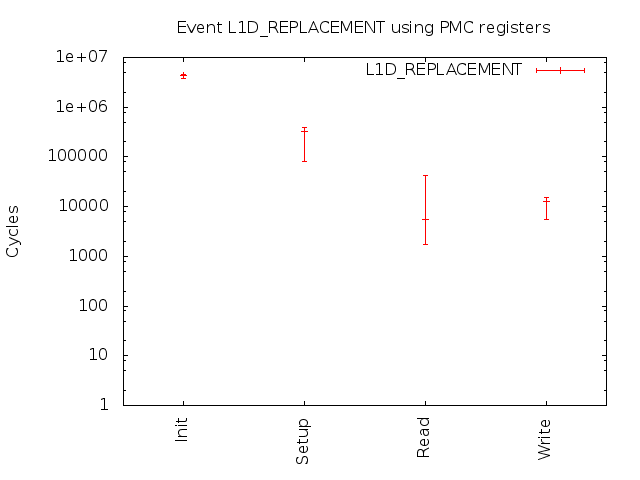 Event L1D_REPLACEMENT using PMC registers
L1D_REPLACEMENT
1e+07
1e+06
100000
10000
1000
100
10
1
Cycles
Init
Setup
Read
Write